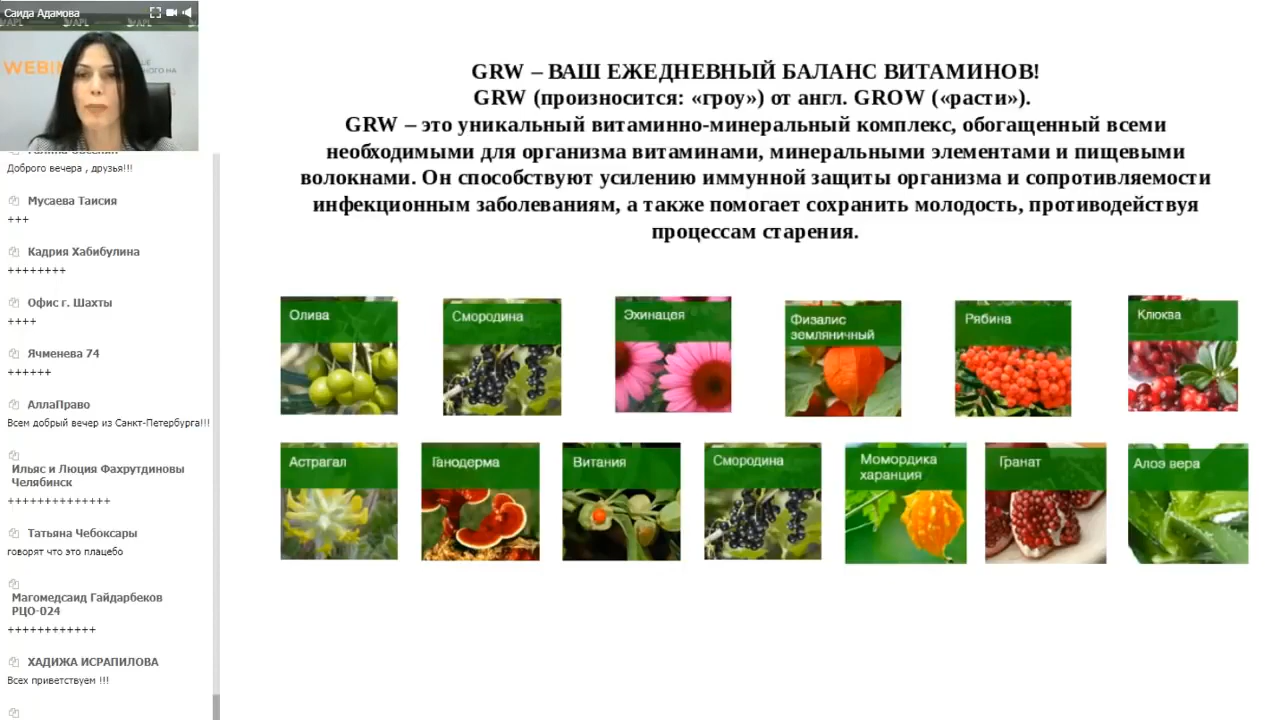 Саида Адамова
WEBIN
Доброго вечера , друзья!!!
Мусаева Таисия
+++
Кадрия Хабибулина
++++++++
Офис г. Шахты
++++
Ячменева 74
++++++
АллаПраво
Всем добрый вечер из Санкт-Петербурга!!!
Ильяс и Люция Фахрутдиновы
Челябинск
++++++++++++++
Татьяна Чебоксары
говорят что это плацебо
Магомедсаид Гайдарбеков
РЦО-024
++++++++++++
ХАДИЖА ИСРАПИЛОВА
Всех приветствуем !!!
GRW – ВАШ ЕЖЕДНЕВНЫЙ БАЛАНС ВИТАМИНОВ!
GRW (произносится: «гроу») от англ. GROW («расти»).
GRW – это уникальный витаминно-минеральный комплекс, обогащенный всеми
необходимыми для организма витаминами, минеральными элементами и пищевыми
волокнами. Он способствуют усилению иммунной защиты организма и сопротивляемости
инфекционным заболеваниям, а также помогает сохранить молодость, противодействуя
процессам старения.
Олива
Смородина
Эхинацея
Физалис
земляничный
Рябина
Клюква
Астрагал
Ганодерма
Витания
Смородина
Момордика
харанция
Гранат
Алоэ вера